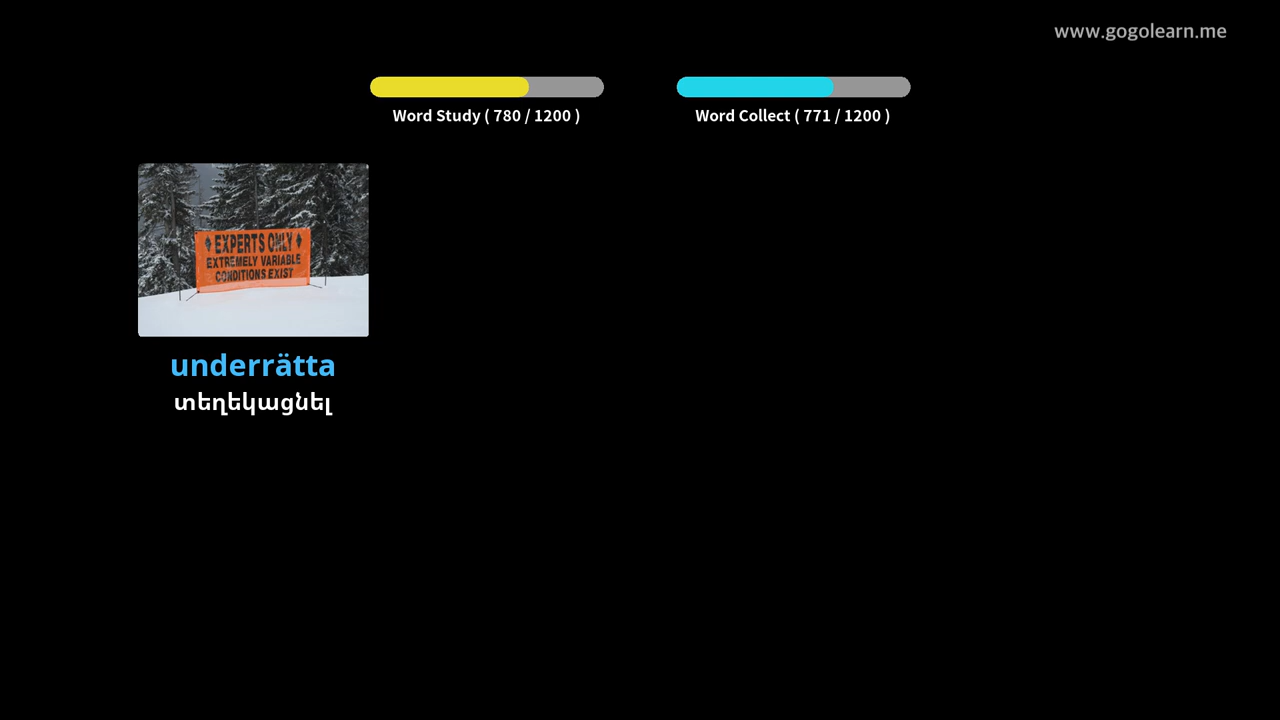 www.gogolearn.me
Word Study ( 780 / 1200 )
Word Collect ( 771 / 1200 )
EXPERTS ONLY
EXTREMELY VARIABLE
CONDITIONS EXIST
underrätta
տեղեկացնել